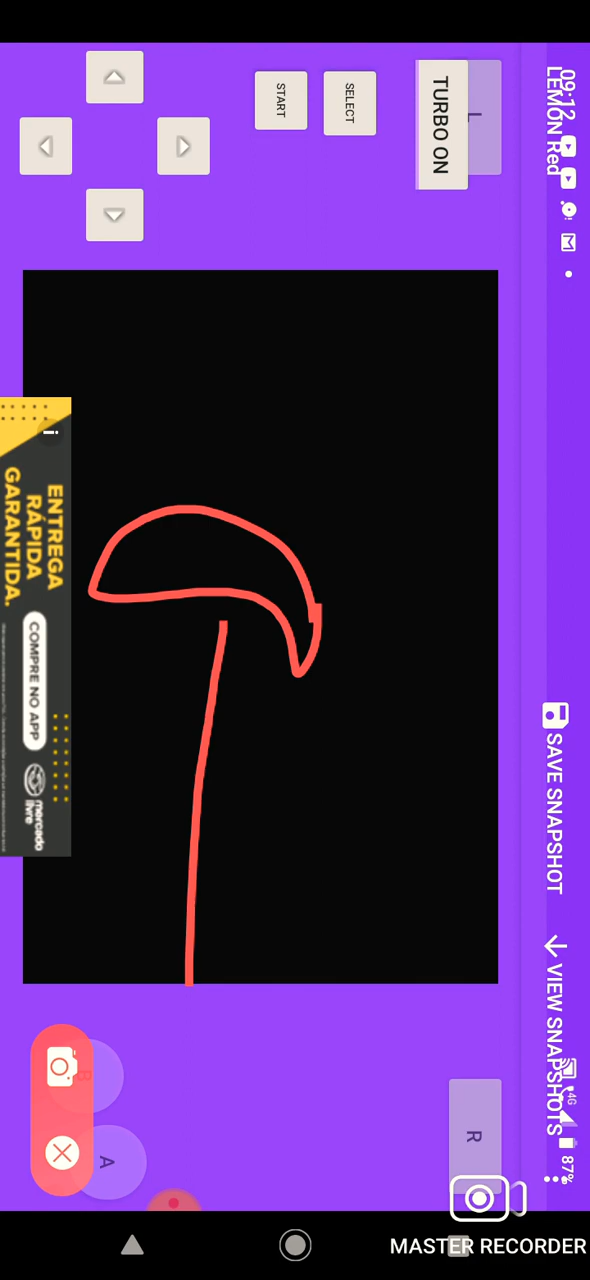 09:12
LEMON Red
L
TURBO ON
SELECT
START
SAVE SNAPSHOT
VIEW SNAPSHOTS
4G
87%
ENTREGA
RÁPIDA
GARANTIDA.
COMPRE NO APP
mercado
livre
R
B
A
MASTER RECORDER